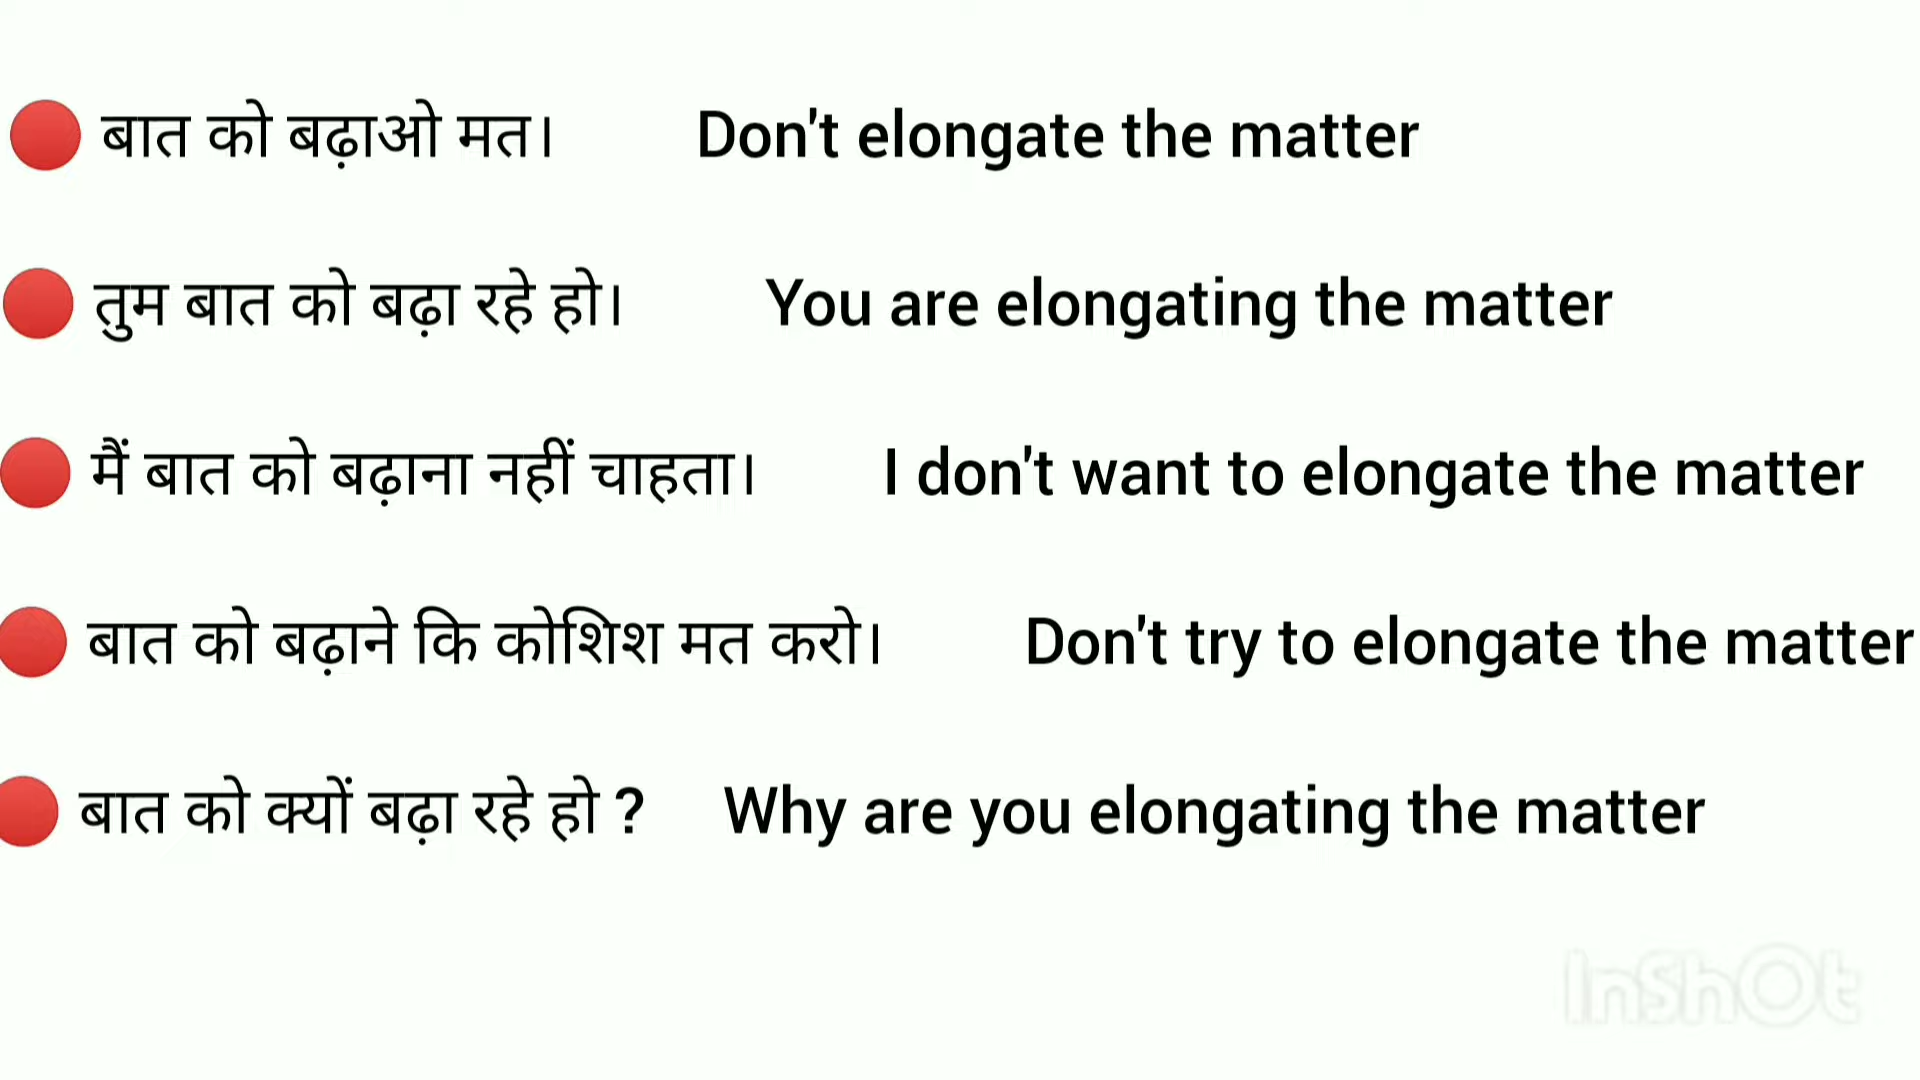 बात को बढ़ाओ मत। Don't elongate the matter
तुम बात को बढ़ा रहे हो। You are elongating the matter
मैं बात को बढ़ाना नहीं चाहता। I don't want to elongate the matter
बात को बढ़ाने कि कोशिश मत करो। Don't try to elongate the matter
बात को क्यों बढ़ा रहे हो ? Why are you elongating the matter
InShOt